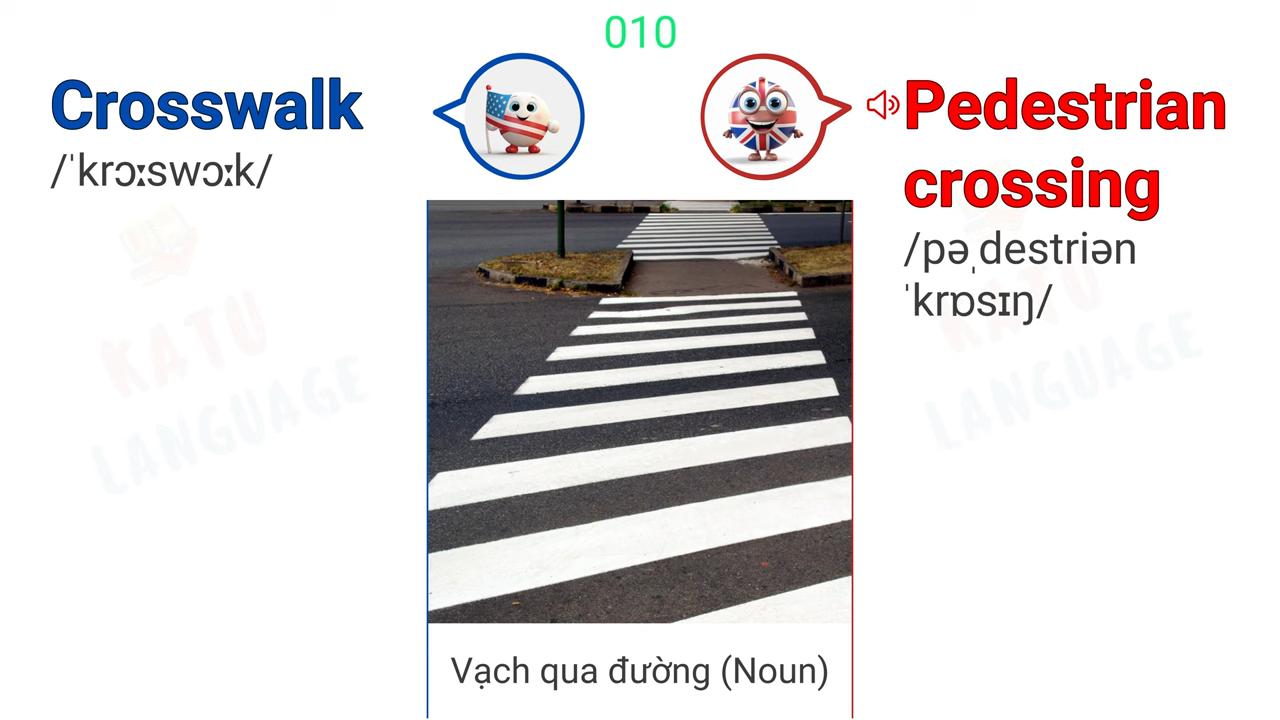 010
Crosswalk
/ˈkrɔːswɔːk/
Pedestrian
crossing
/pəˌdestriən
ˈkrɒsɪŋ/
KATU
LANGUAGE
KATU
LANGUAGE
Vạch qua đường (Noun)